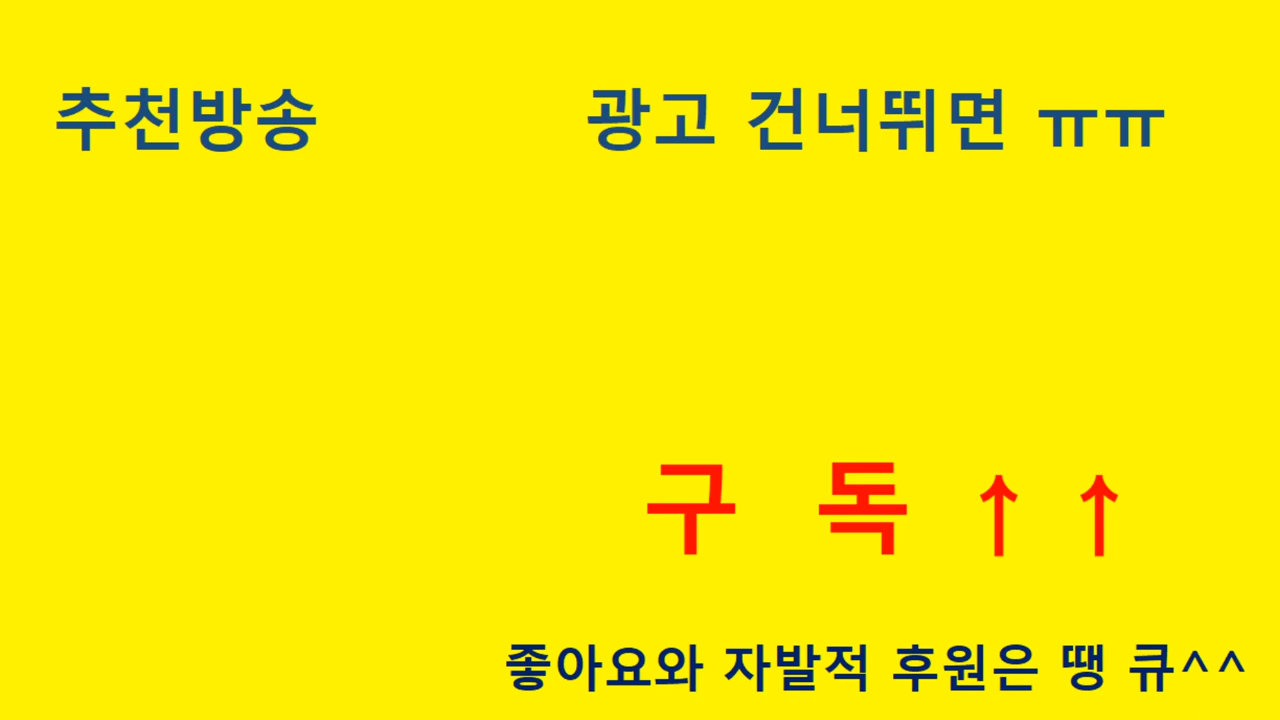 추천방송 광고 건너뛰면 ㅠㅠ
구 독 ↑ ↑
좋아요와 자발적 후원은 땡 큐^^